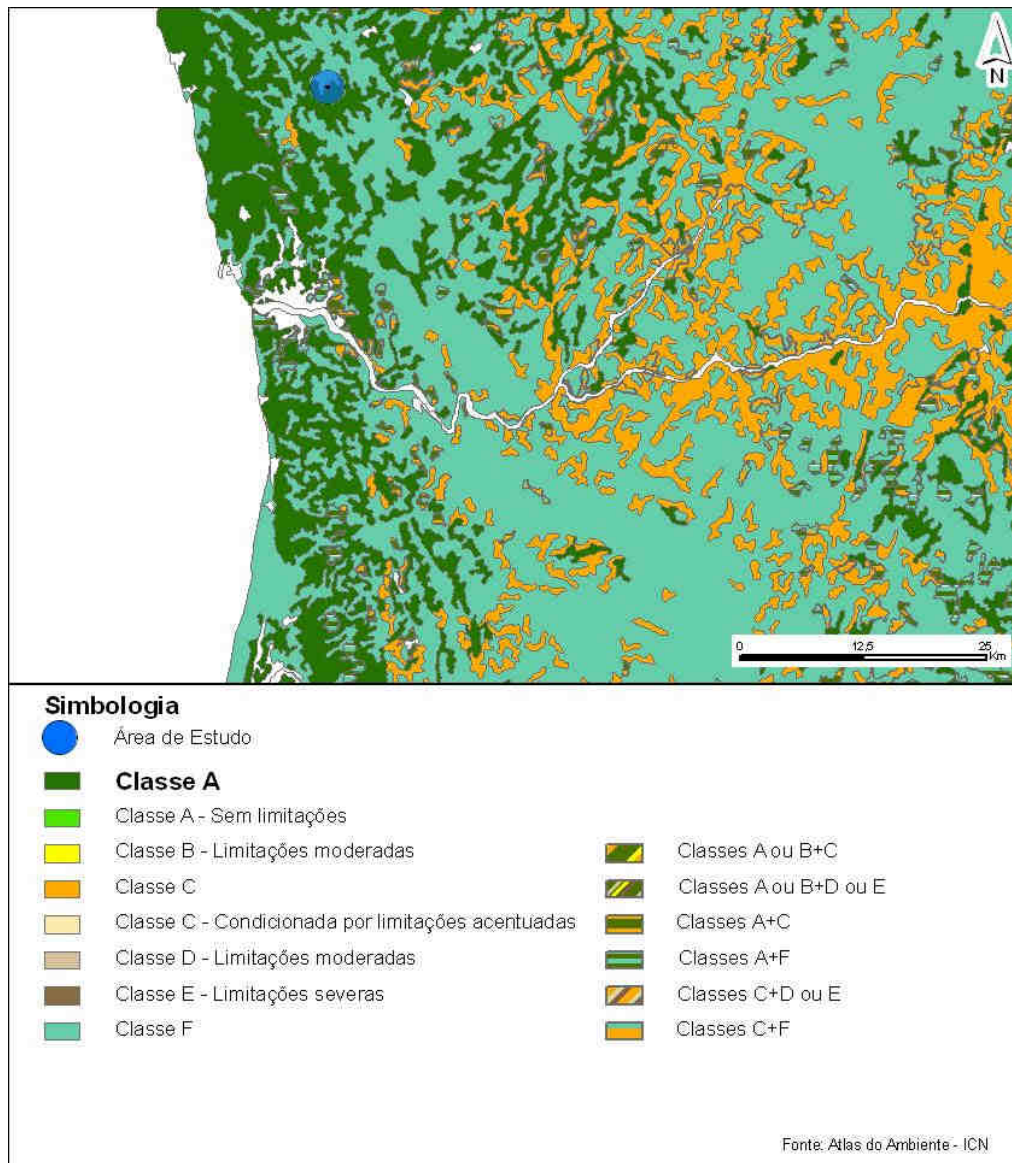 N
0 12,5 25
Km
Simbologia
Área de Estudo
Classe A
Classe A - Sem limitações
Classe B - Limitações moderadas
Classe C
Classe C - Condicionada por limitações acentuadas
Classe D - Limitações moderadas
Classe E - Limitações severas
Classe F
Classes A ou B+C
Classes A ou B+D ou E
Classes A+C
Classes A+F
Classes C+D ou E
Classes C+F
Fonte: Atlas do Ambiente - ICN